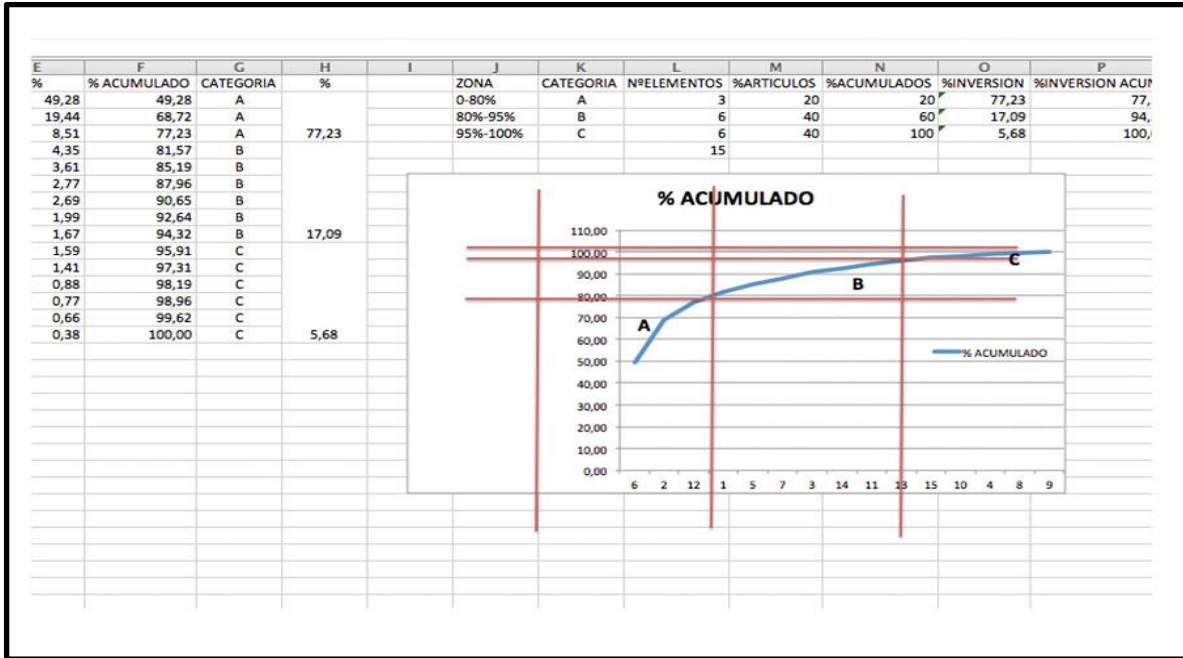 E F G H I J K L M N O P
% % ACUMULADO CATEGORIA % ZONA CATEGORIA NºELEMENTOS %ARTICULOS %ACUMULADOS %INVERSION %INVERSION
49,28 49,28 A 0-80% A 3 20 20 77,23 77,
19,44 68,72 A 80%-95% B 6 40 60 17,09 94,
8,51 77,23 A 77,23 95%-100% C 6 40 100 5,68 100,
4,35 81,57 B 15
3,61 85,19 B
2,77 87,96 B
2,69 90,65 B
1,99 92,64 B
1,67 94,32 B 17,09
1,59 95,91 C
1,41 97,31 C
0,88 98,19 C
0,77 98,96 C
0,66 99,62 C
0,38 100,00 C 5,68
% ACUMULADO
110,00
100,00
90,00
80,00
70,00
60,00
50,00
40,00
30,00
20,00
10,00
0,00
A
B
C
% ACUMULADO
6 2 12 1 5 7 3 14 11 13 15 10 4 8 9